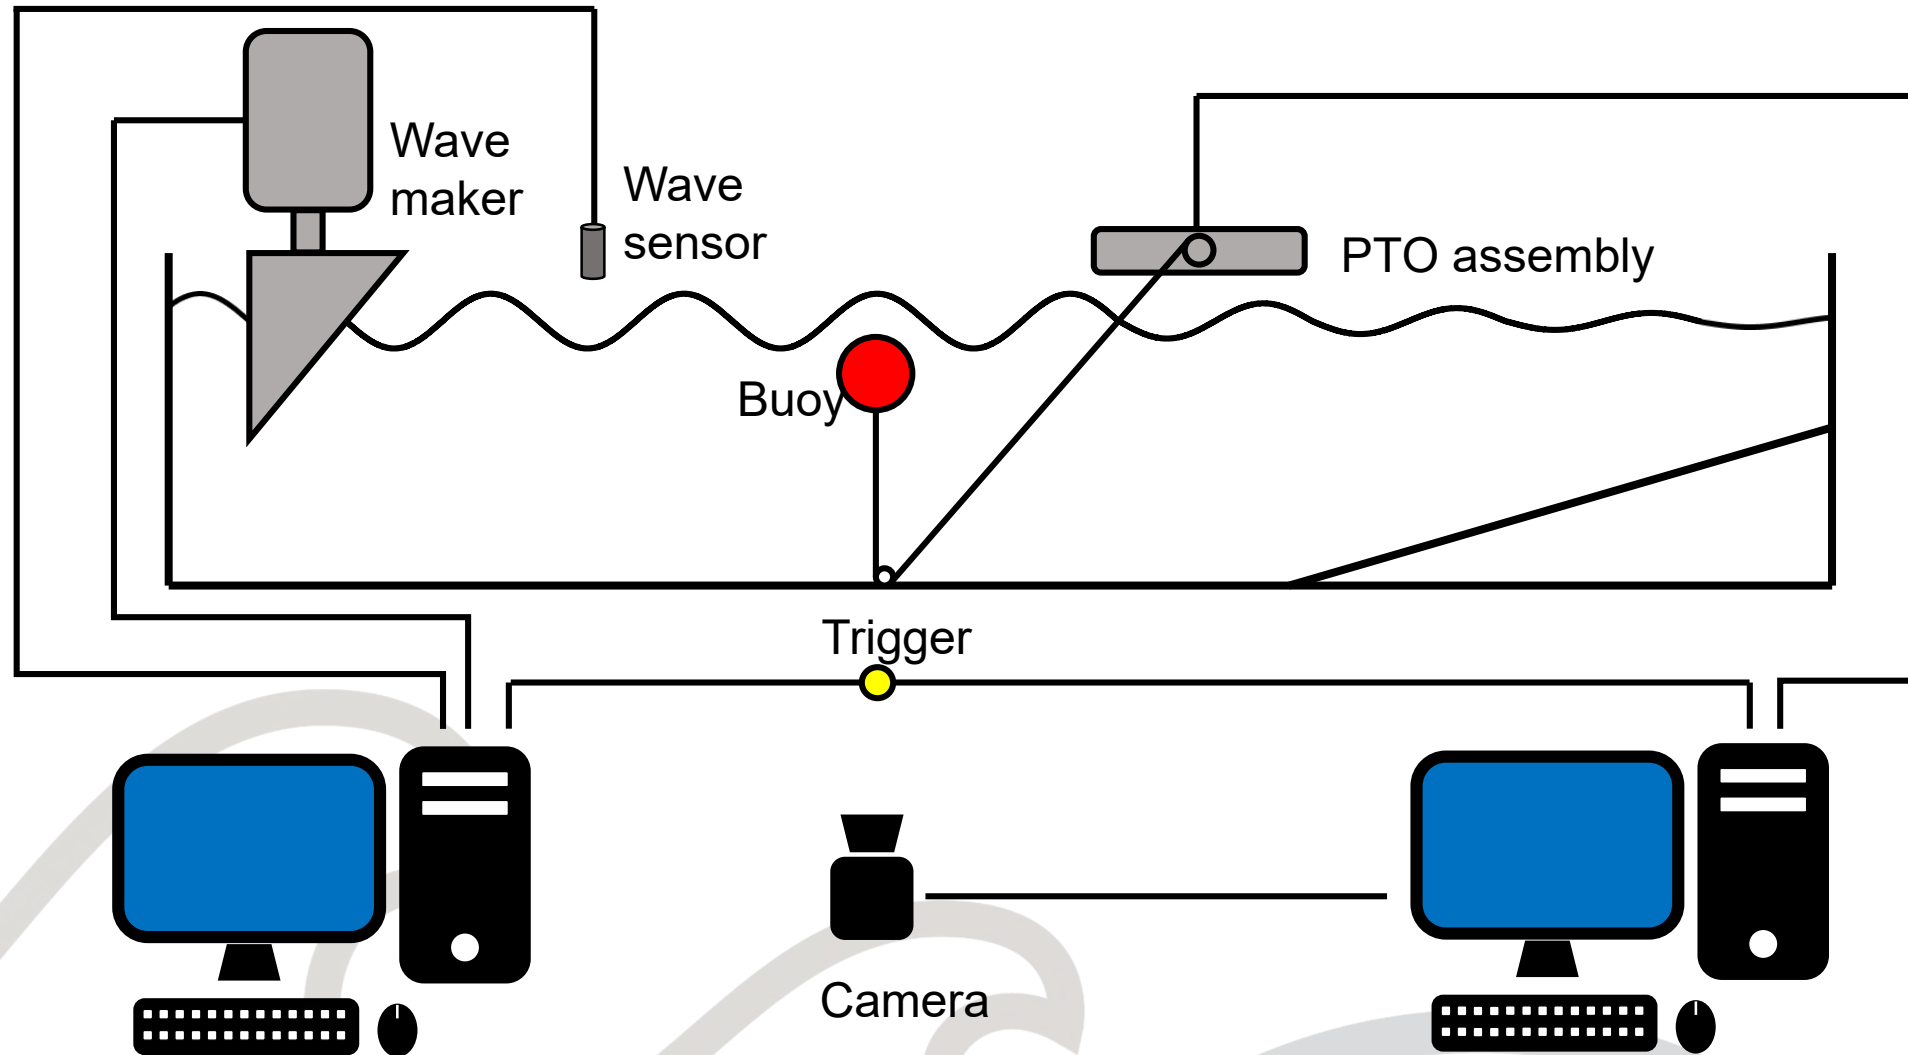 Wave
maker
Wave
sensor
PTO assembly
Buoy
Trigger
Camera